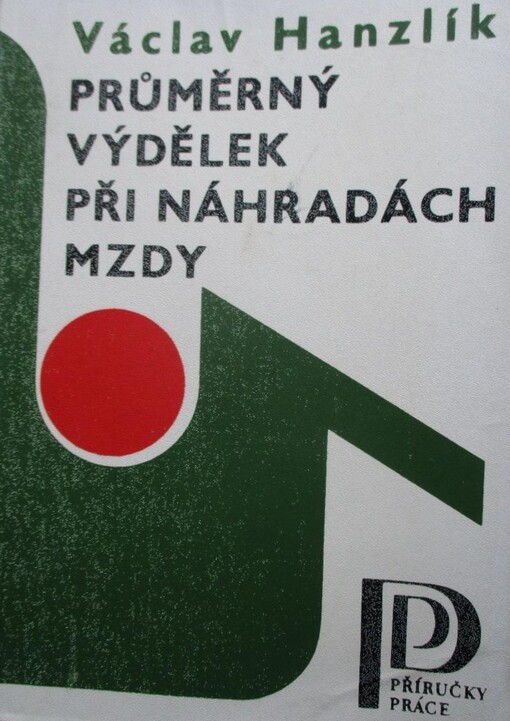 Václav Hanzlík
PRŮMĚRNÝ
VÝDĚLEK
PŘI NÁHRADÁCH
MZDY
PP
PŘÍRUČKY
PRÁCE